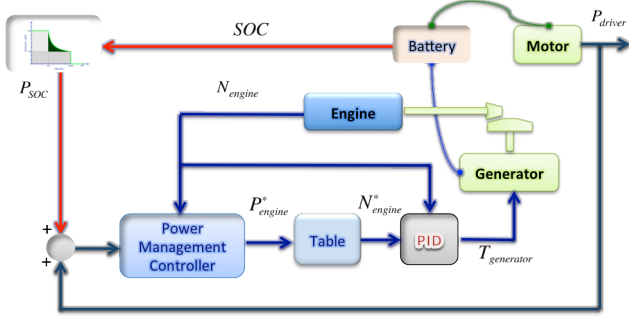 SOC
Battery
Motor
P_driver
P_SOC
N_engine
Engine
Generator
P*_engine
N*_engine
+
+
Power
Management
Controller
Table
PID
T_generator